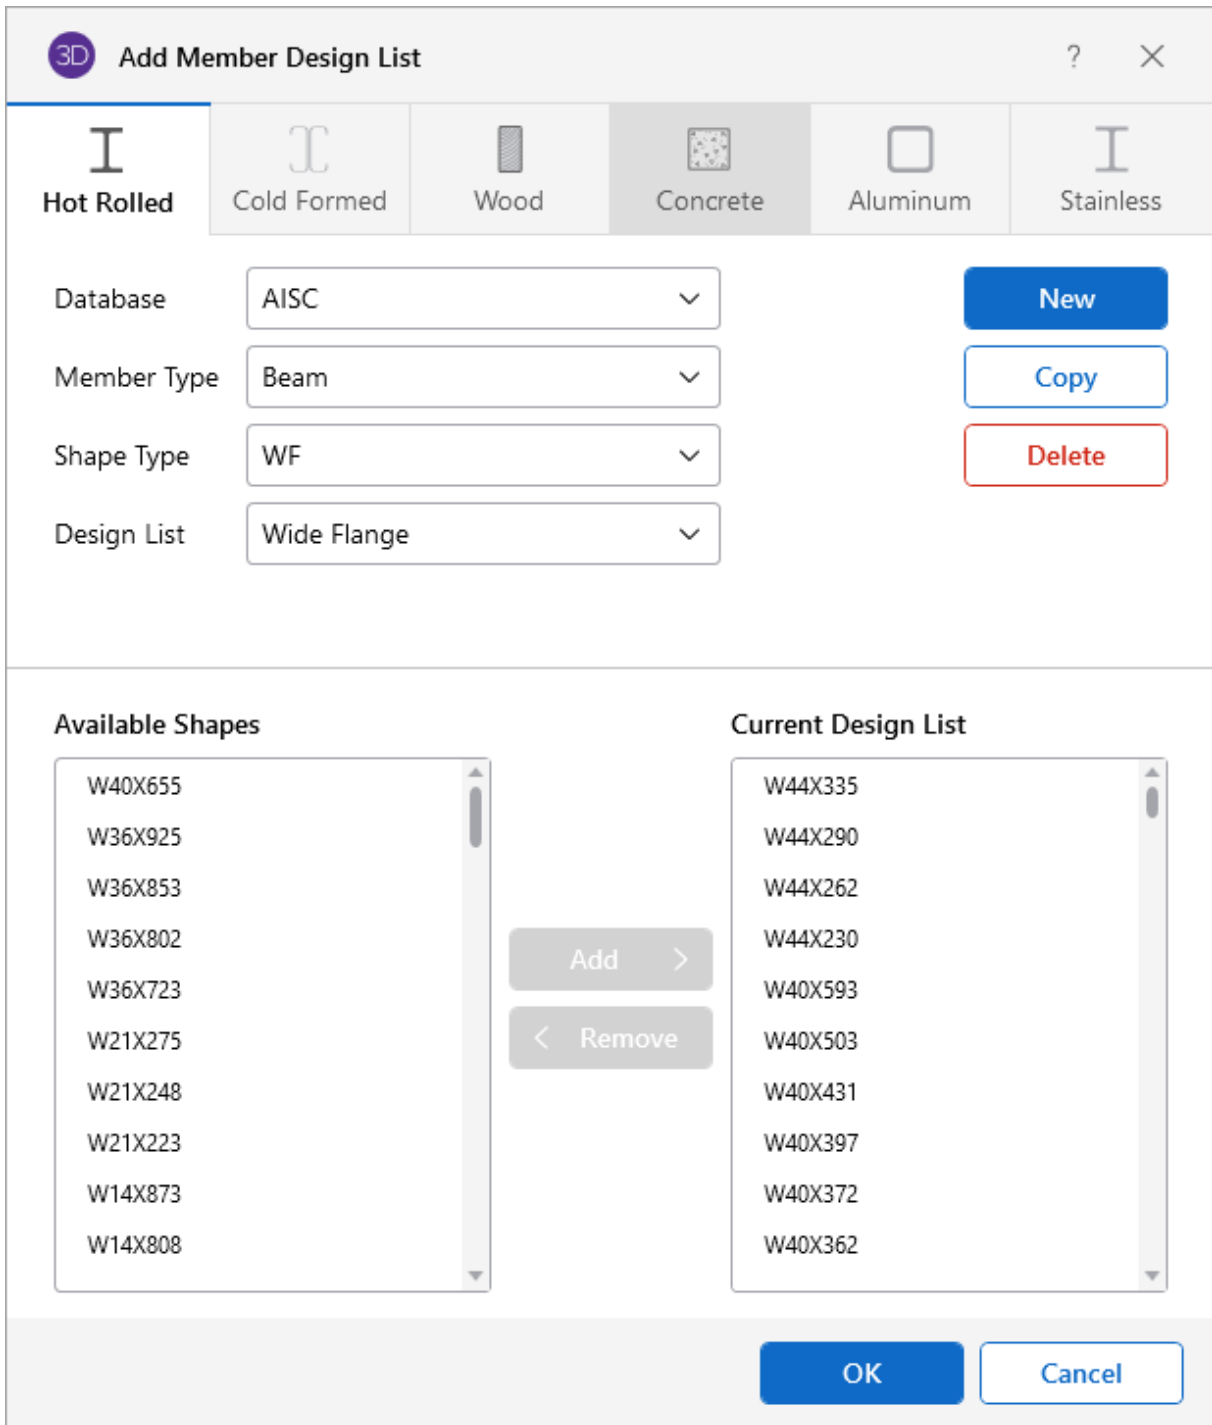 3D Add Member Design List ?
Hot Rolled Cold Formed Wood Concrete Aluminum Stainless
Database AISC New
Member Type Beam Copy
Shape Type WF Delete
Design List Wide Flange
Available Shapes
W40X655
W36X925
W36X853
W36X802
W36X723
W21X275
W21X248
W21X223
W14X873
W14X808
Add >
< Remove
Current Design List
W44X335
W44X290
W44X262
W44X230
W40X593
W40X503
W40X431
W40X397
W40X372
W40X362
OK Cancel